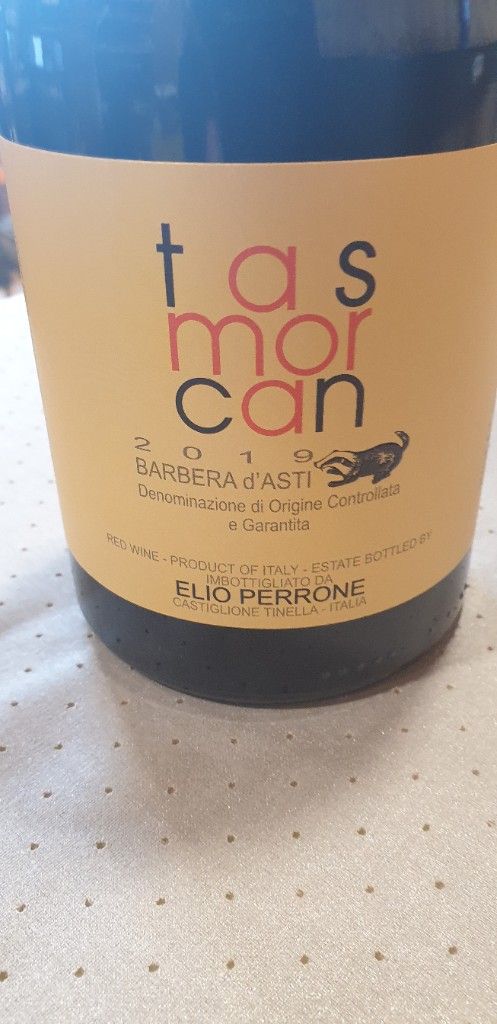 tas
mor
can
2019
BARBERA d'ASTI
Denominazione di Origine Controllata
e Garantita
RED WINE - PRODUCT OF ITALY - ESTATE BOTTLED BY
IMBOTTIGLIATO DA
ELIO PERRONE
CASTIGLIONE TINELLA - ITALIA